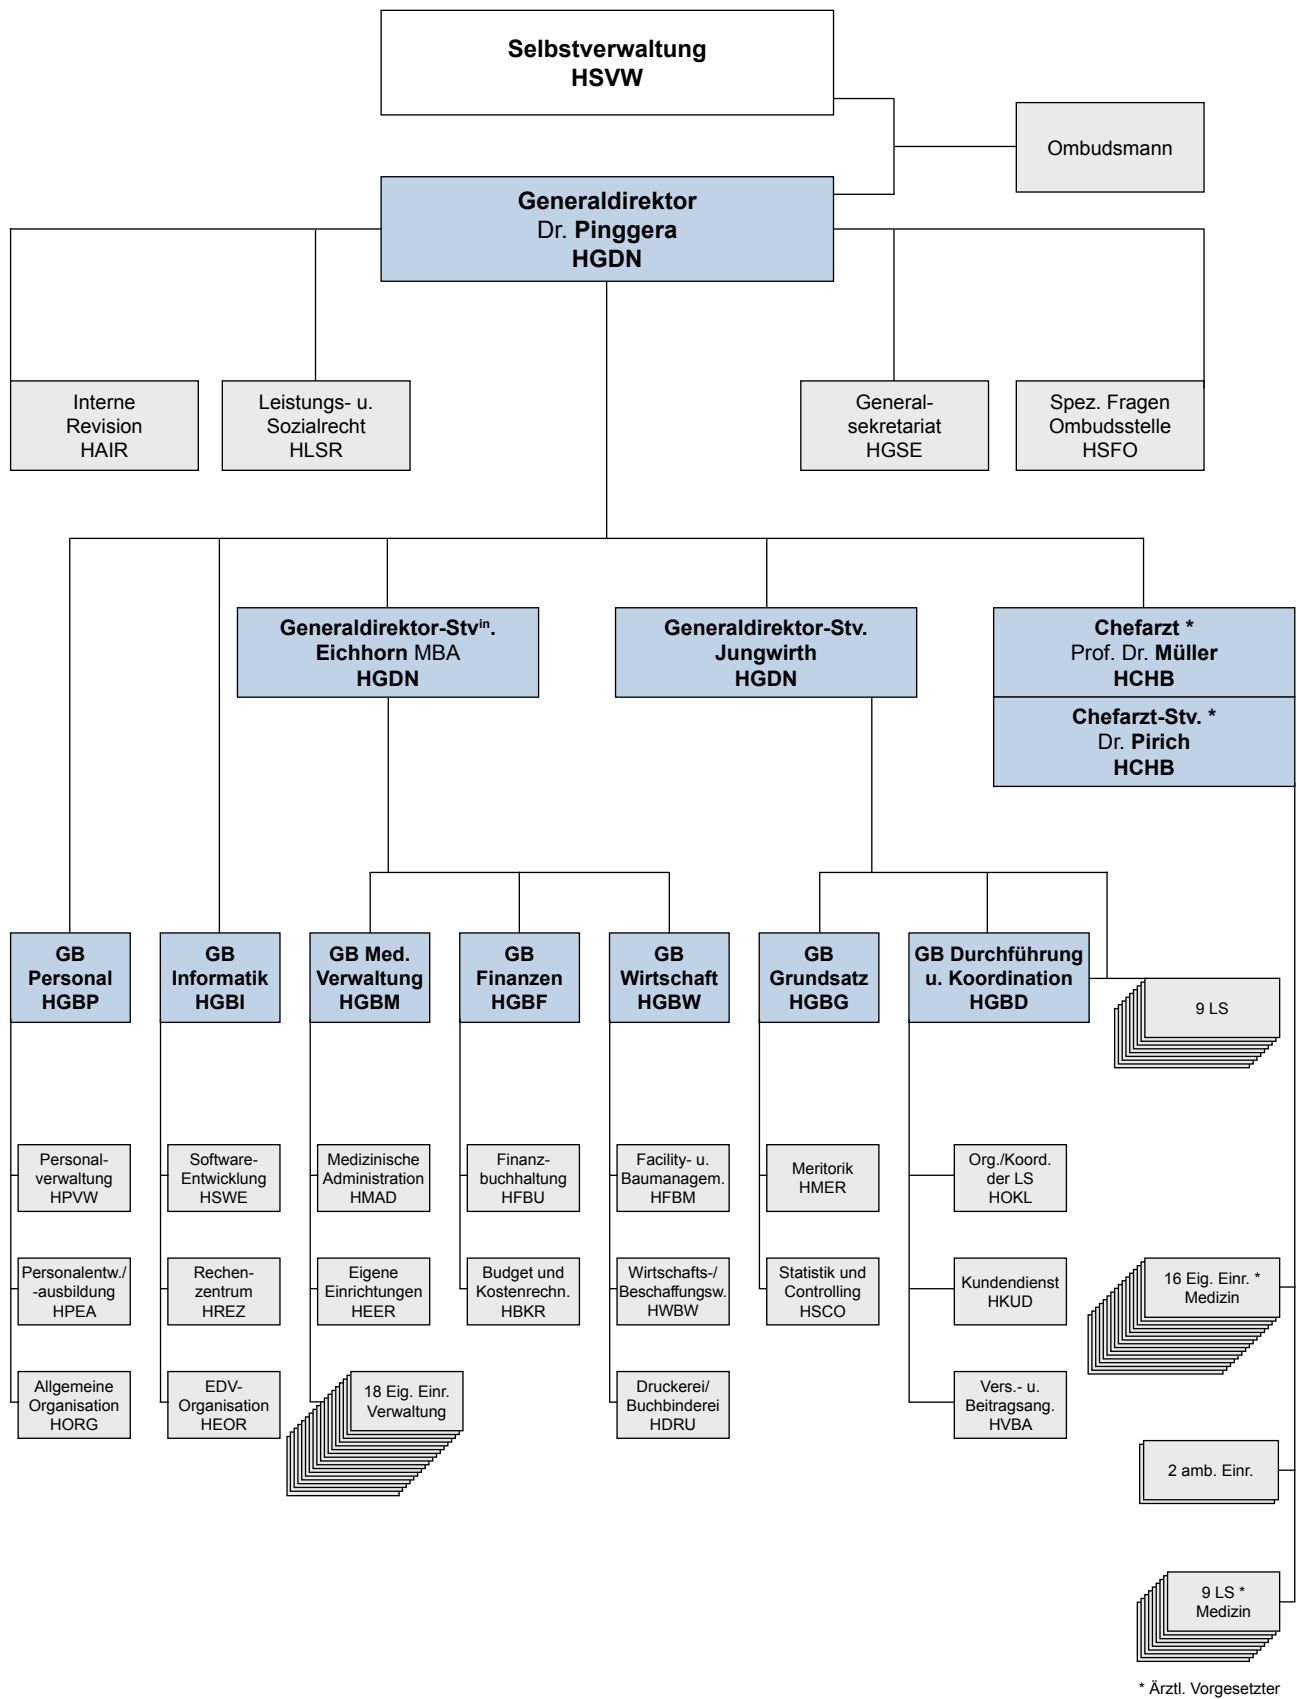 Selbstverwaltung
HSVW
Ombudsmann
Generaldirektor
Dr. Pinggera
HGDN
Interne
Revision
HAIR
Leistungs- u.
Sozialrecht
HLSR
General-
sekretariat
HGSE
Spez. Fragen
Ombudsstelle
HSFO
Generaldirektor-Stvin.
Eichhorn MBA
HGDN
Generaldirektor-Stv.
Jungwirth
HGDN
Chefarzt *
Prof. Dr. Müller
HCHB
Chefarzt-Stv. *
Dr. Pirich
HCHB
GB
Personal
HGBP
GB
Informatik
HGBI
GB Med.
Verwaltung
HGBM
GB
Finanzen
HGBF
GB
Wirtschaft
HGBW
GB
Grundsatz
HGBG
GB Durchführung
u. Koordination
HGBD
9 LS
Personal-
verwaltung
HPVW
Software-
Entwicklung
HSWE
Medizinische
Administration
HMAD
Finanz-
buchhaltung
HFBU
Facility- u.
Baumanagem.
HFBM
Meritorik
HMER
Org./Koord.
der LS
HOKL
Personalentw./
-ausbildung
HPEA
Rechen-
zentrum
HREZ
Eigene
Einrichtungen
HEER
Budget und
Kostenrechn.
HBKR
Wirtschafts-/
Beschaffungsw.
HWBW
Statistik und
Controlling
HSCO
Kundendienst
HKUD
16 Eig. Einr. *
Medizin
Allgemeine
Organisation
HORG
EDV-
Organisation
HEOR
18 Eig. Einr.
Verwaltung
Druckerei/
Buchbinderei
HDRU
Vers.- u.
Beitragsang.
HVBA
2 amb. Einr.
9 LS *
Medizin
* Ärztl. Vorgesetzter